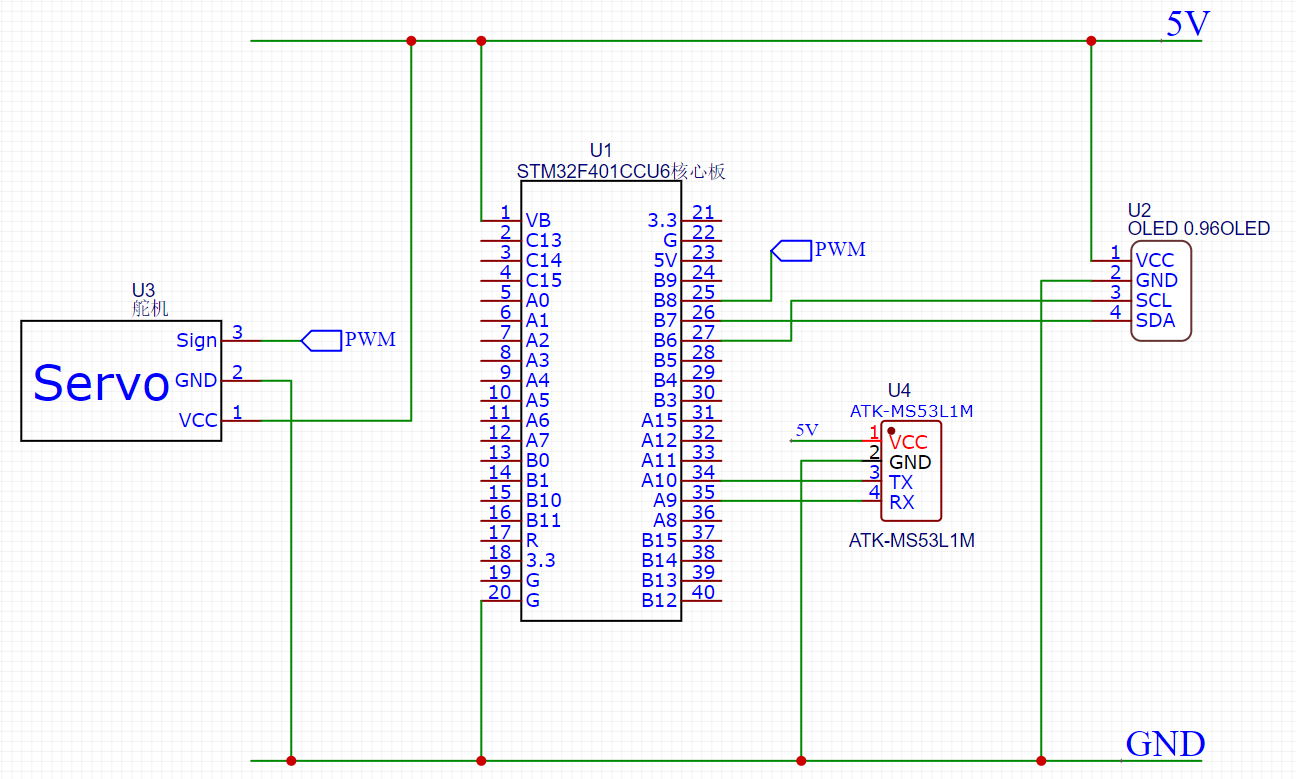 5V
U1
STM32F401CCU6核心板
1 VB 3.3 21
2 C13 G 22
3 C14 5V 23
4 C15 B9 24
5 A0 B8 25
6 A1 B7 26
7 A2 B6 27
8 A3 B5 28
9 A4 B4 29
10 A5 B3 30
11 A6 A15 31
12 A7 A12 32
13 B0 A11 33
14 B1 A10 34
15 B10 A9 35
16 B11 A8 36
17 R B15 37
18 3.3 B14 38
19 G B13 39
20 G B12 40
PWM
U2
OLED 0.96OLED
1 VCC
2 GND
3 SCL
4 SDA
U3
舵机
Servo
Sign 3
GND 2
VCC 1
PWM
U4
ATK-MS53L1M
5V
1 VCC
2 GND
3 TX
4 RX
ATK-MS53L1M
GND